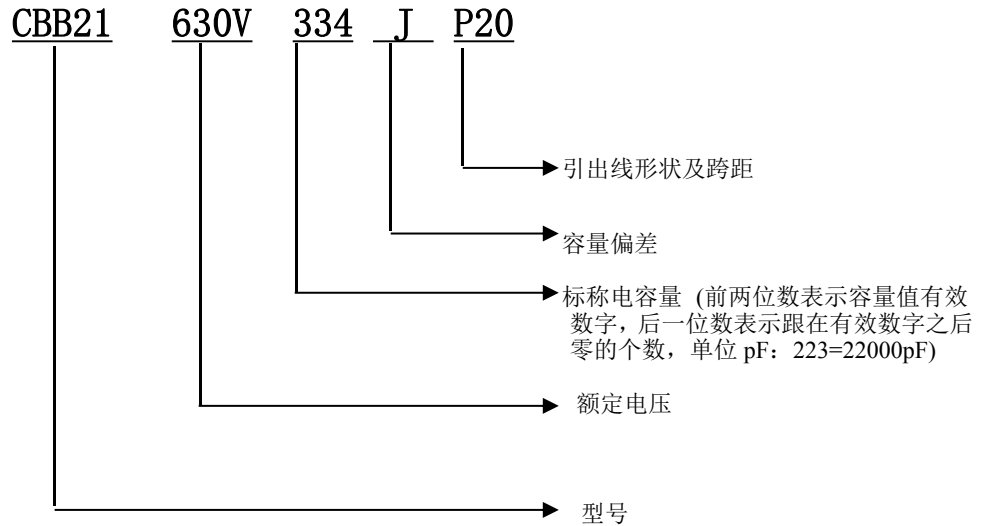 CBB21 630V 334 J P20
引出线形状及跨距
容量偏差
标称电容量 (前两位数表示容量值有效
数字，后一位数表示跟在有效数字之后
零的个数，单位 pF：223=22000pF)
额定电压
型号